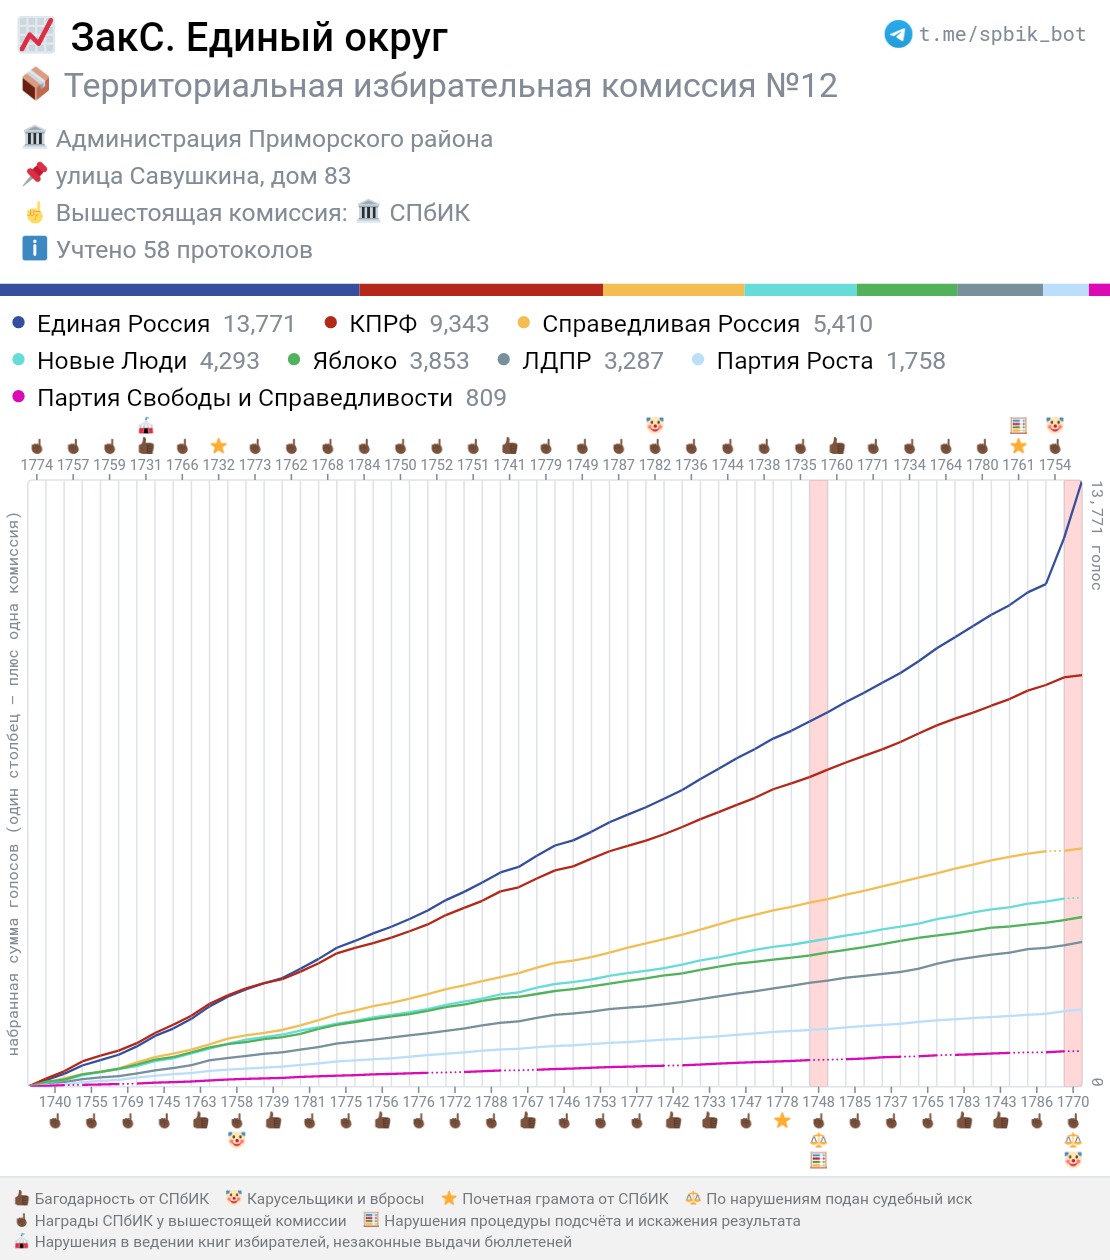 ЗакС. Единый округ
t.me/spbik_bot
Территориальная избирательная комиссия №12
Администрация Приморского района
улица Савушкина, дом 83
Вышестоящая комиссия: СПбИК
Учтено 58 протоколов
Единая Россия 13,771 КПРФ 9,343 Справедливая Россия 5,410
Новые Люди 4,293 Яблоко 3,853 ЛДПР 3,287 Партия Роста 1,758
Партия Свободы и Справедливости 809
1774 1757 1759 1731 1766 1732 1773 1762 1768 1784 1750 1752 1751 1741 1779 1749 1787 1782 1736 1744 1738 1735 1760 1771 1734 1764 1780 1761 1754
набранная сумма голосов (один столбец – плюс одна комиссия)
13,771 голос
0
1740 1755 1769 1745 1763 1758 1739 1781 1775 1756 1776 1772 1788 1767 1746 1753 1777 1742 1733 1747 1778 1748 1785 1737 1765 1783 1743 1786 1770
Багодарность от СПбИК Карусельщики и вбросы Почетная грамота от СПбИК По нарушениям подан судебный иск
Награды СПбИК у вышестоящей комиссии Нарушения процедуры подсчёта и искажения результата
Нарушения в ведении книг избирателей, незаконные выдачи бюллетеней